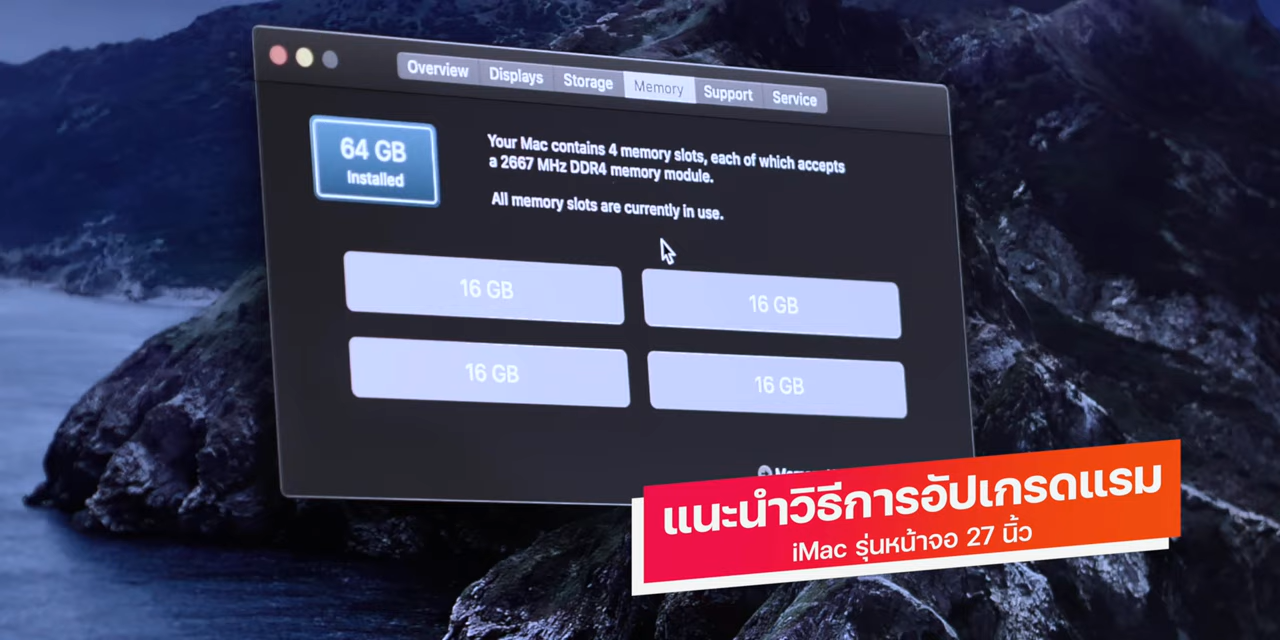 Overview Displays Storage Memory Support Service
64 GB
Installed
Your Mac contains 4 memory slots, each of which accepts
a 2667 MHz DDR4 memory module.
All memory slots are currently in use.
16 GB 16 GB
16 GB 16 GB
แนะนำวิธีการอัปเกรดแรม
iMac รุ่นหน้าจอ 27 นิ้ว